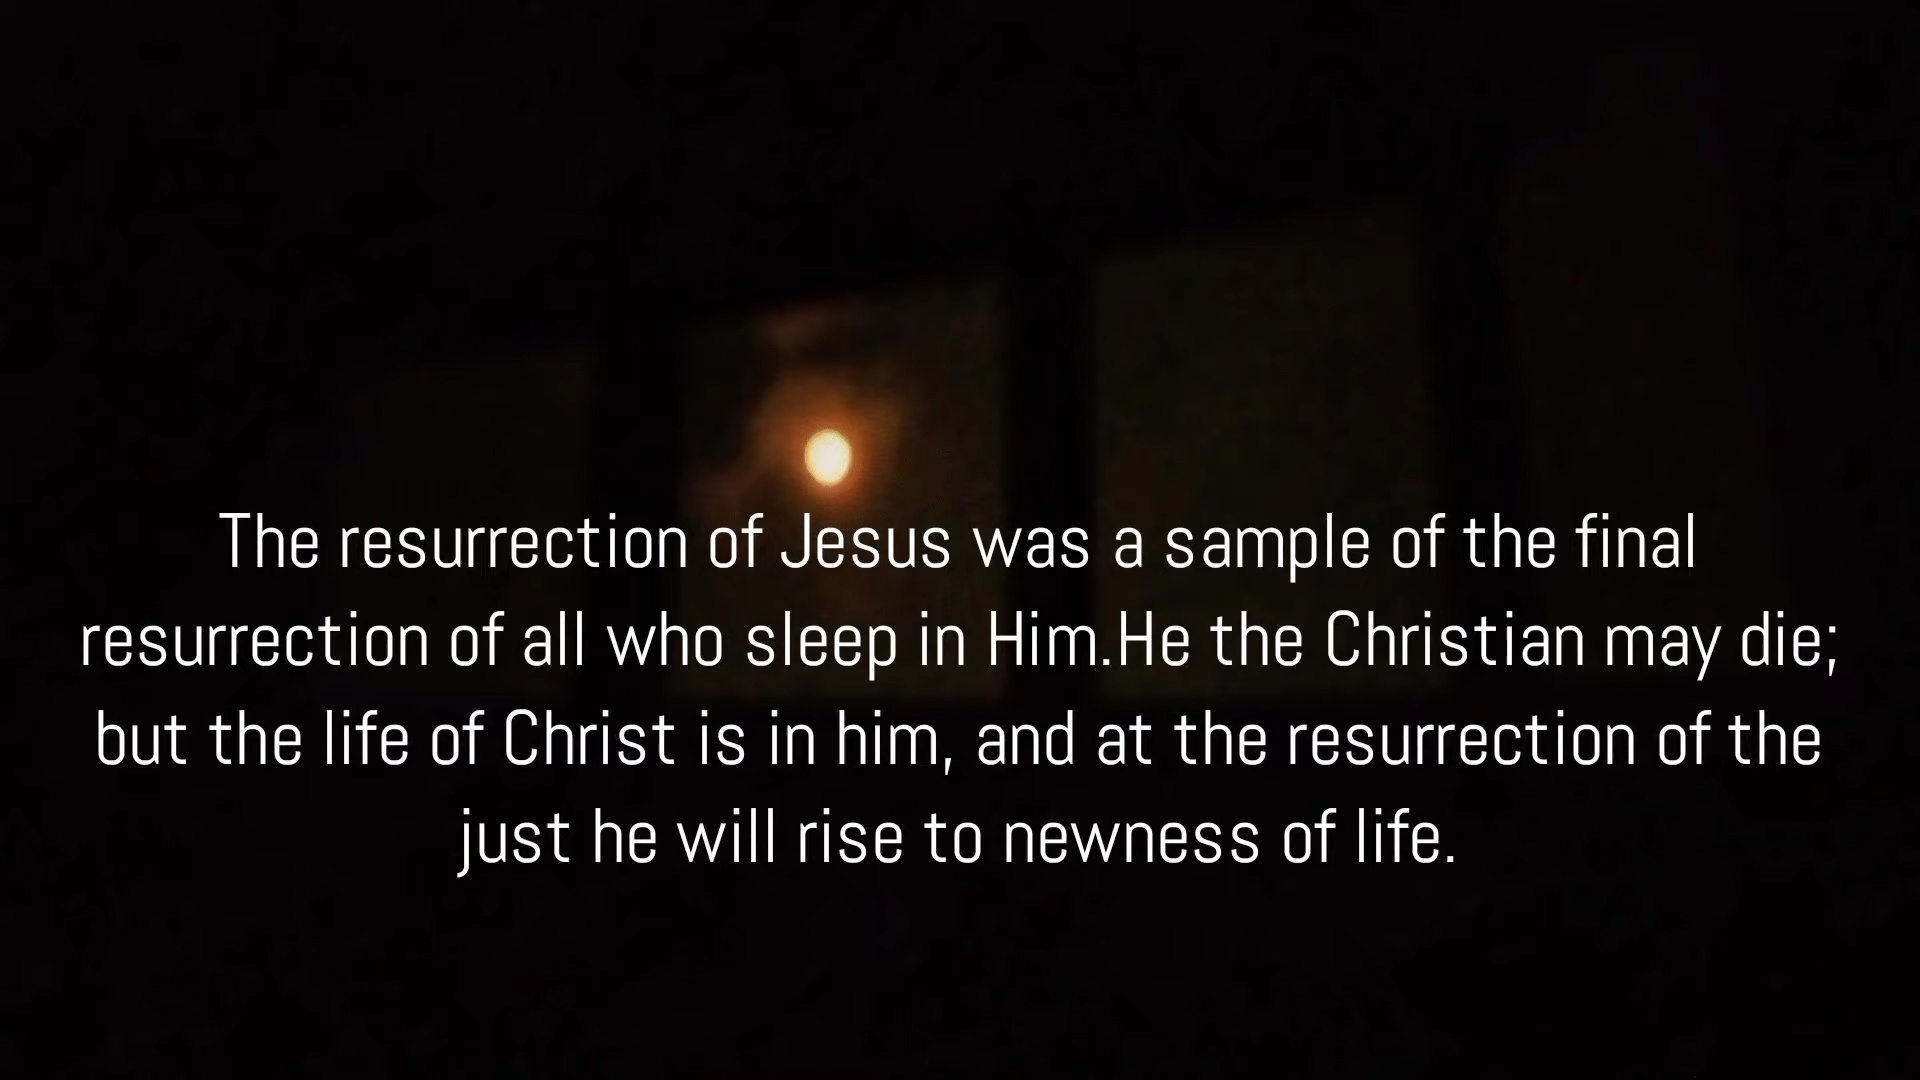 The resurrection of Jesus was a sample of the final
resurrection of all who sleep in Him.He the Christian may die;
but the life of Christ is in him, and at the resurrection of the
just he will rise to newness of life.